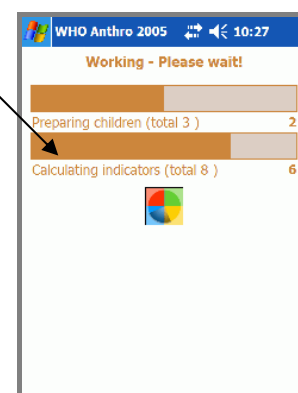 WHO Anthro 2005 10:27
Working - Please wait!
Preparing children (total 3 ) 2
Calculating indicators (total 8 ) 6